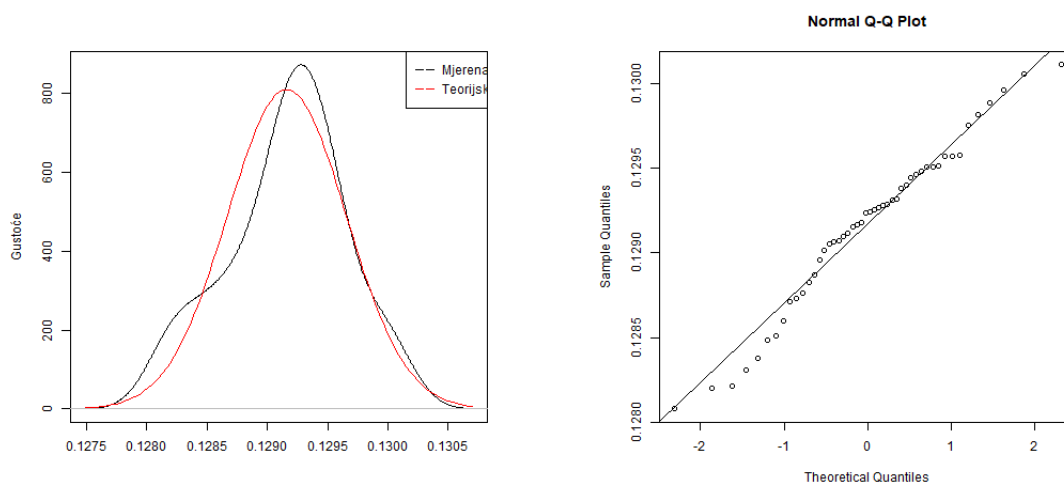 Normal Q-Q Plot
Mjerena
Teorijsk
Gustoće
0 200 400 600 800
0.1275 0.1280 0.1285 0.1290 0.1295 0.1300 0.1305
Sample Quantiles
0.1280 0.1285 0.1290 0.1295 0.1300
-2 -1 0 1 2
Theoretical Quantiles